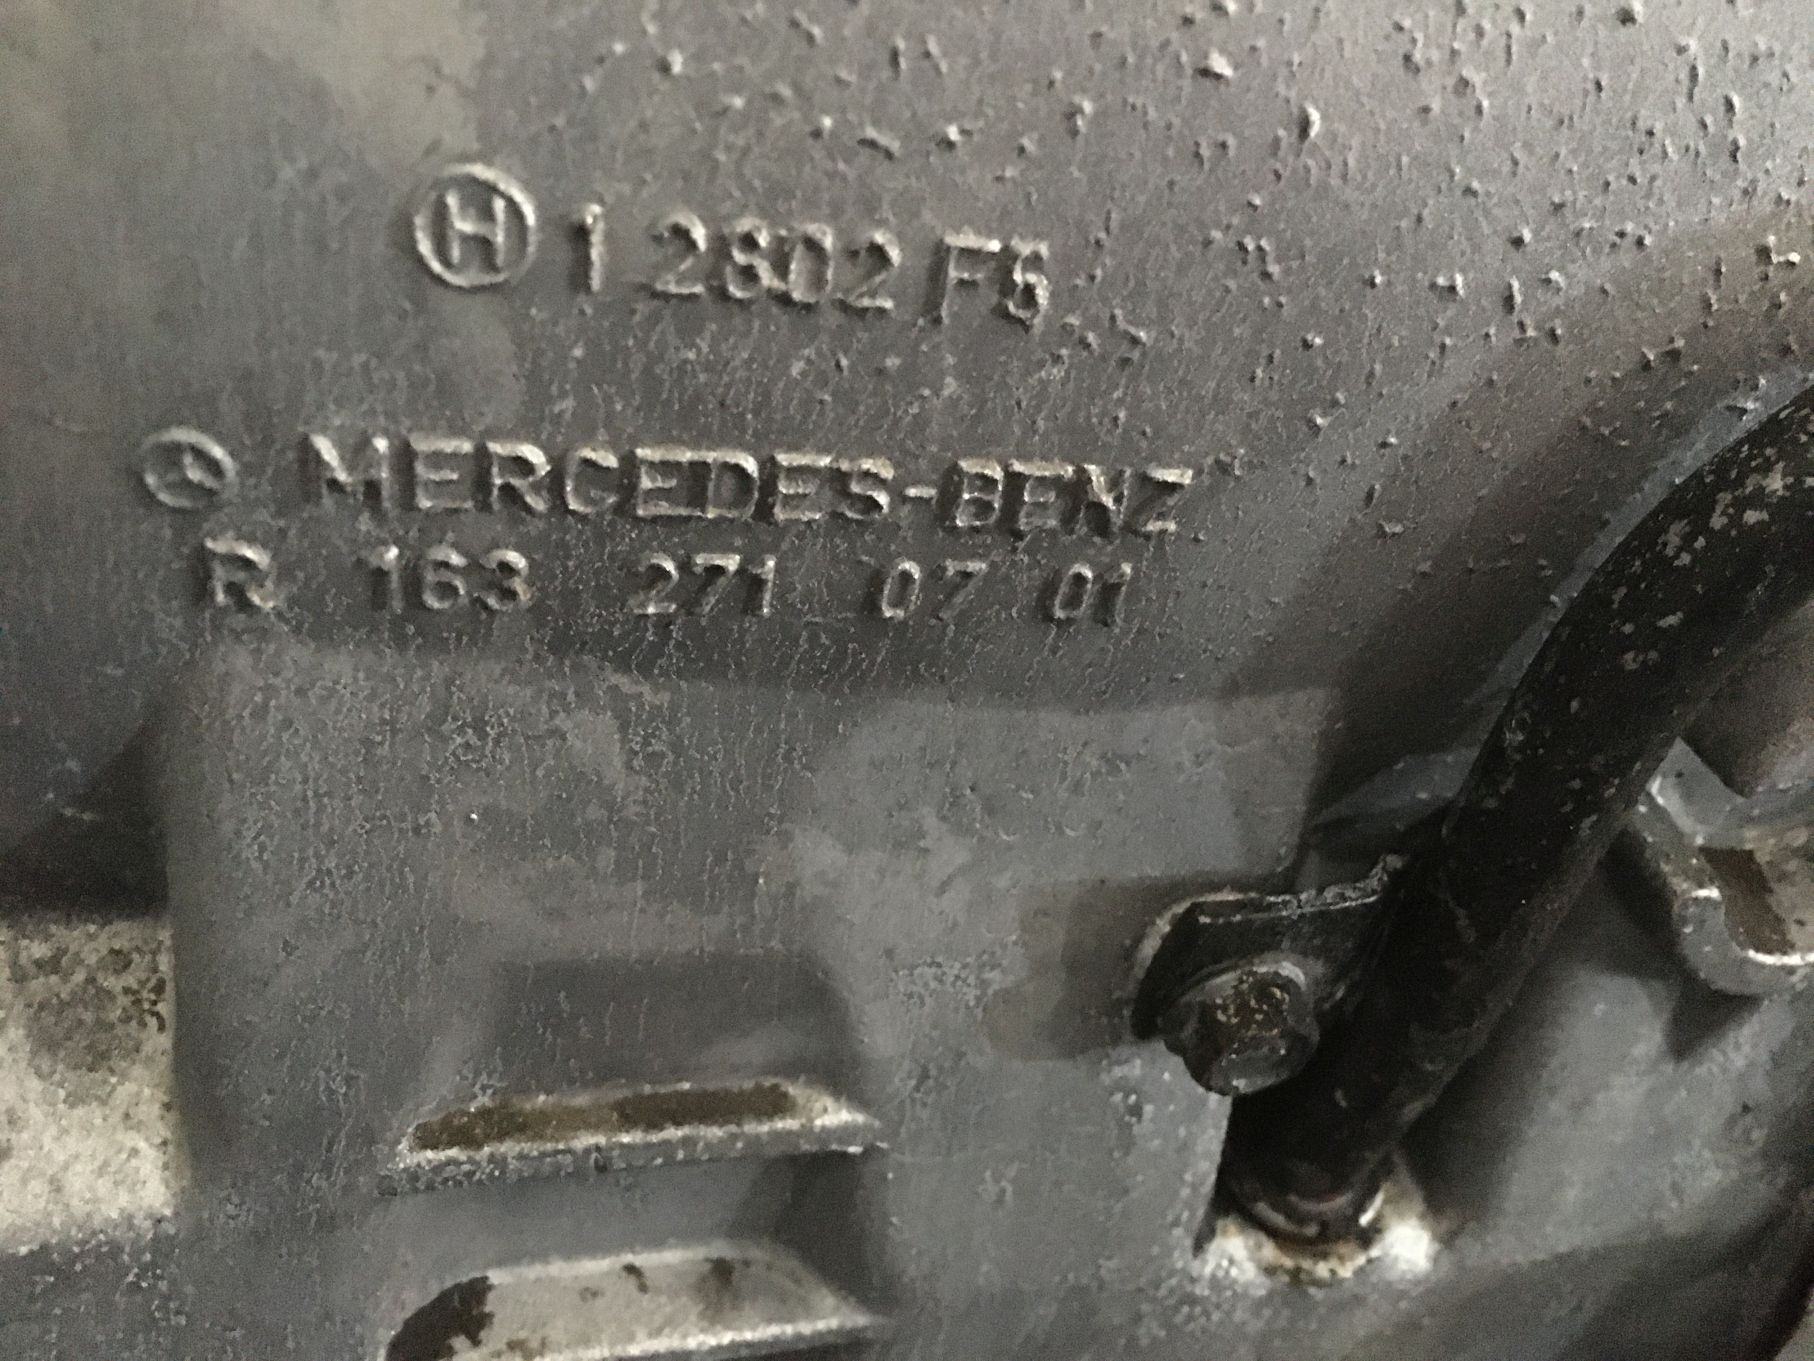 H 1 2802 F5
MERCEDES-BENZ
R 163 271 07 01